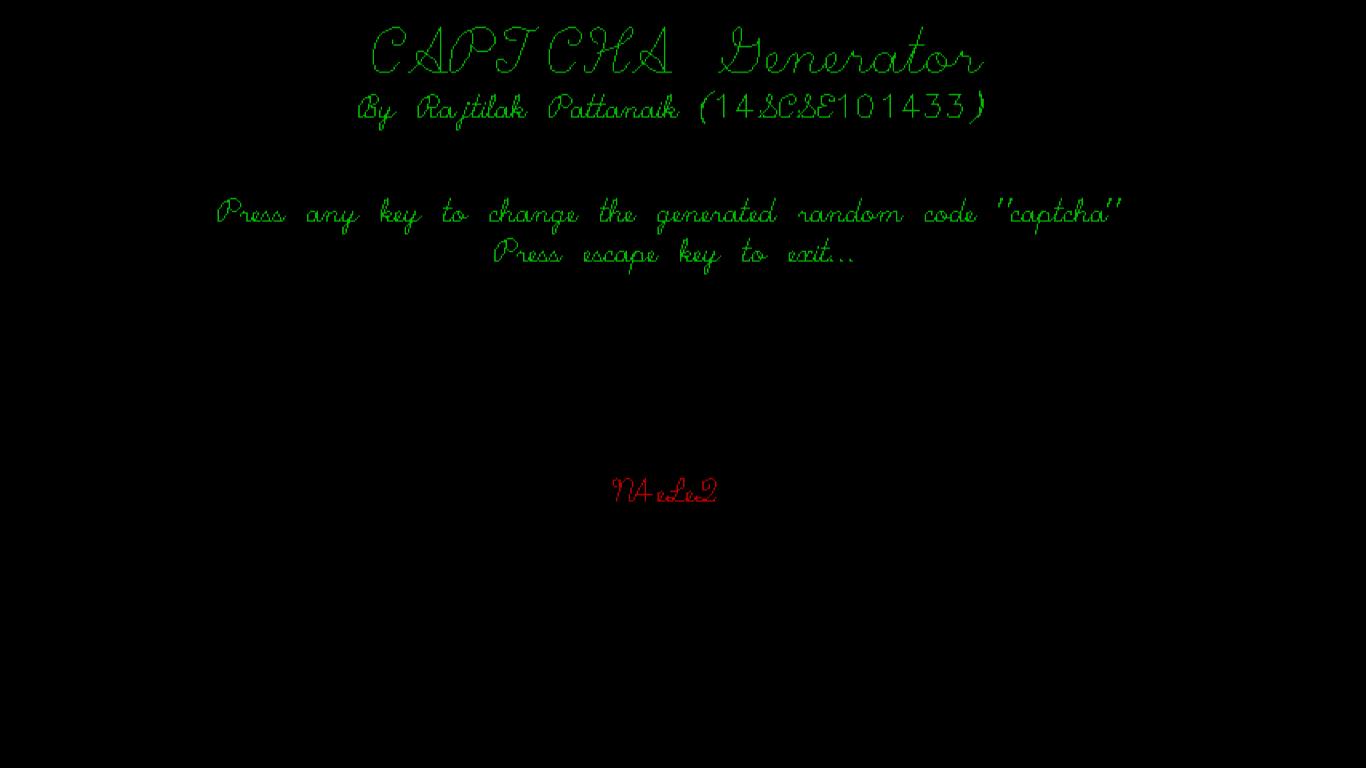 CAPTCHA Generator
By Rajtilak Pattanaik (14SCSE101433)
Press any key to change the generated random code "captcha"
Press escape key to exit...
N4eLeQ